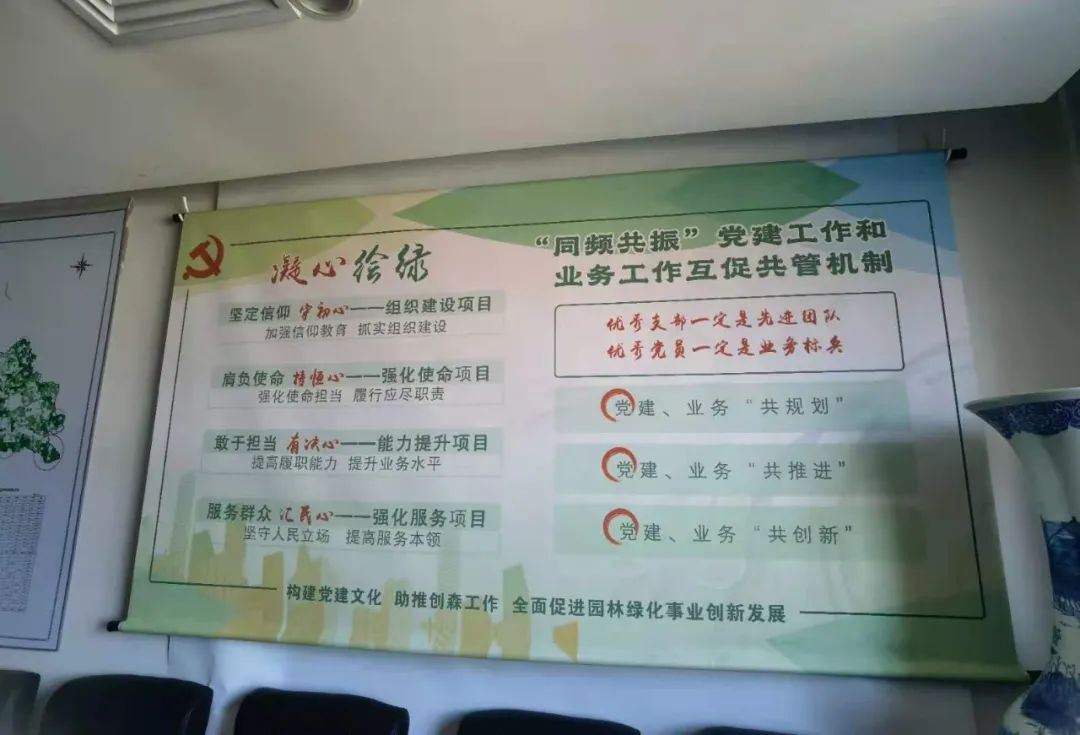 凝心绘绿
坚定信仰 守初心——组织建设项目
加强信仰教育 抓实组织建设
肩负使命 持恒心——强化使命项目
强化使命担当 履行应尽职责
敢于担当 有决心——能力提升项目
提高履职能力 提升业务水平
服务群众 汇民心——强化服务项目
坚守人民立场 提高服务本领
“同频共振”党建工作和
业务工作互促共管机制
优秀支部一定是先进团队
优秀党员一定是业务标兵
党建、业务“共规划”
党建、业务“共推进”
党建、业务“共创新”
构建党建文化 助推创森工作 全面促进园林绿化事业创新发展